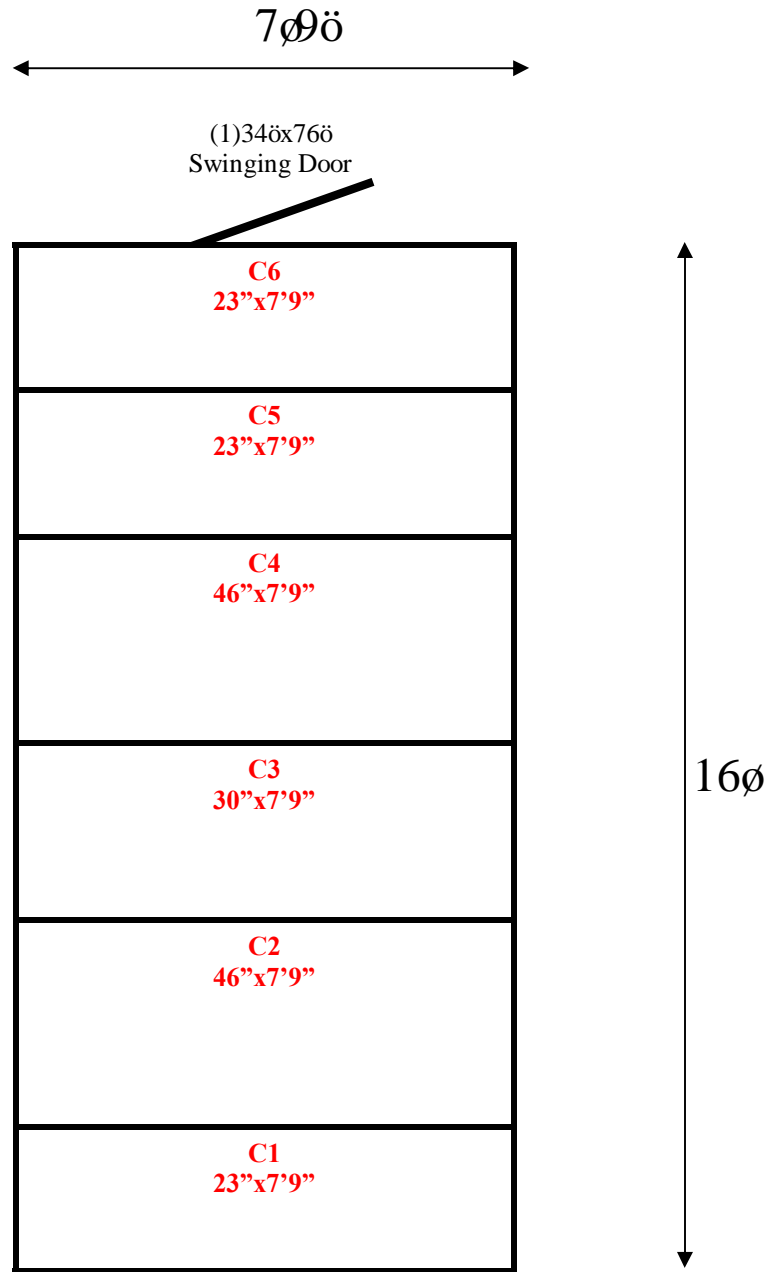 7ø9ö
(1)34öx76ö
Swinging Door
C6
23”x7’9”
C5
23”x7’9”
C4
46”x7’9”
C3
30”x7’9”
16ø
C2
46”x7’9”
C1
23”x7’9”